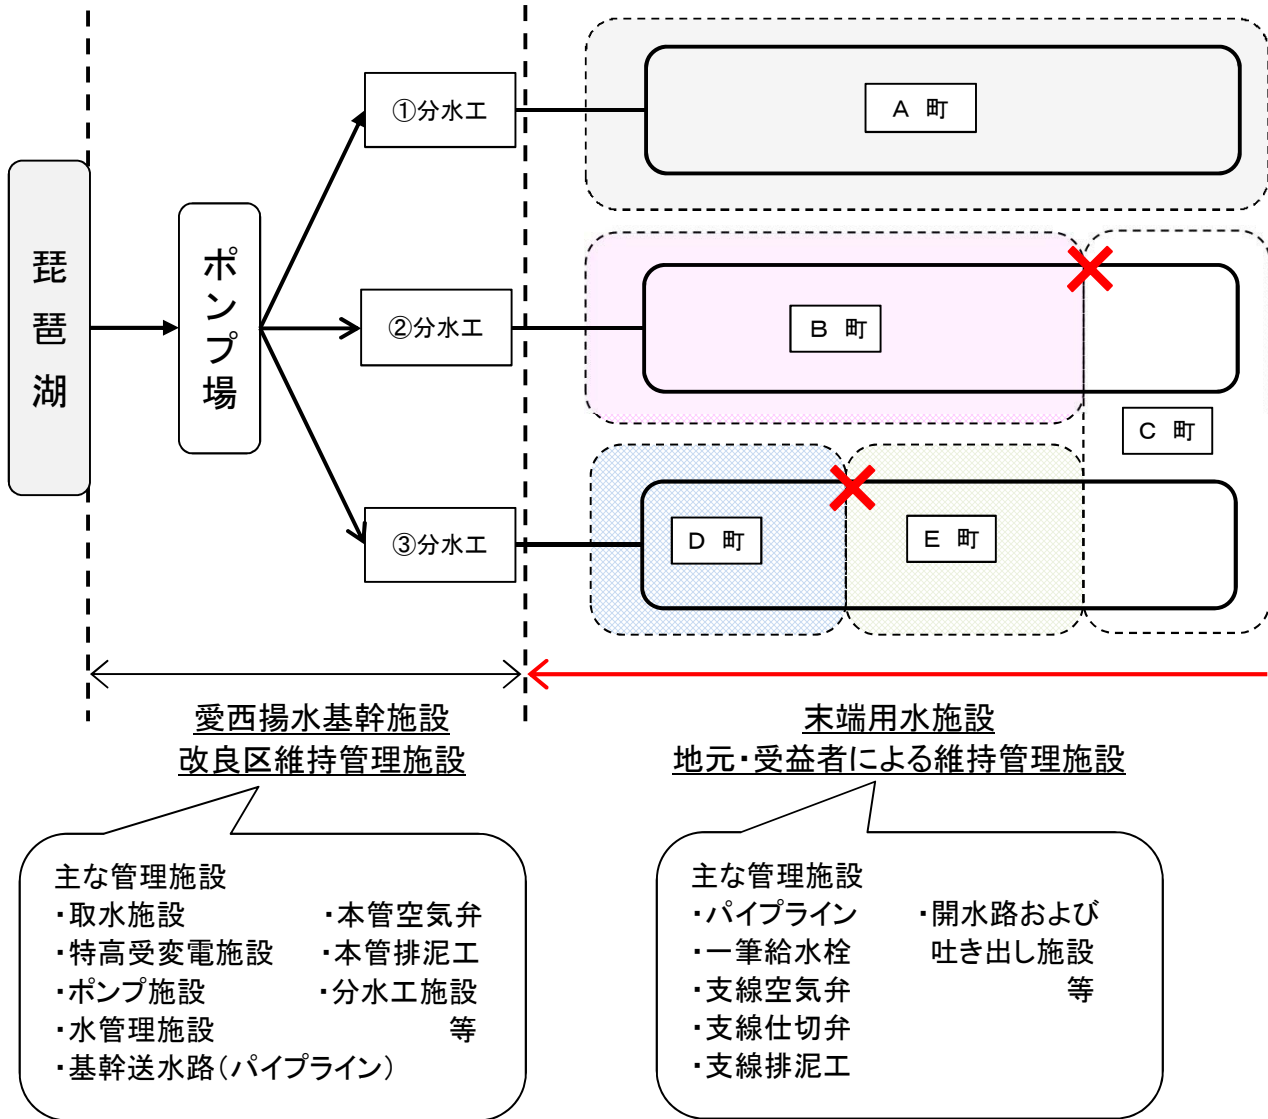 琵琶湖
ポンプ場
①分水工
②分水工
③分水工
A 町
B 町
C 町
D 町
E 町
愛西揚水基幹施設
改良区維持管理施設
末端用水施設
地元・受益者による維持管理施設
主な管理施設
・取水施設
・特高受変電施設
・ポンプ施設
・水管理施設
・基幹送水路（パイプライン）
・本管空気弁
・本管排泥工
・分水工施設
等
主な管理施設
・パイプライン
・一筆給水栓
・支線空気弁
・支線仕切弁
・支線排泥工
・開水路および
吐き出し施設
等